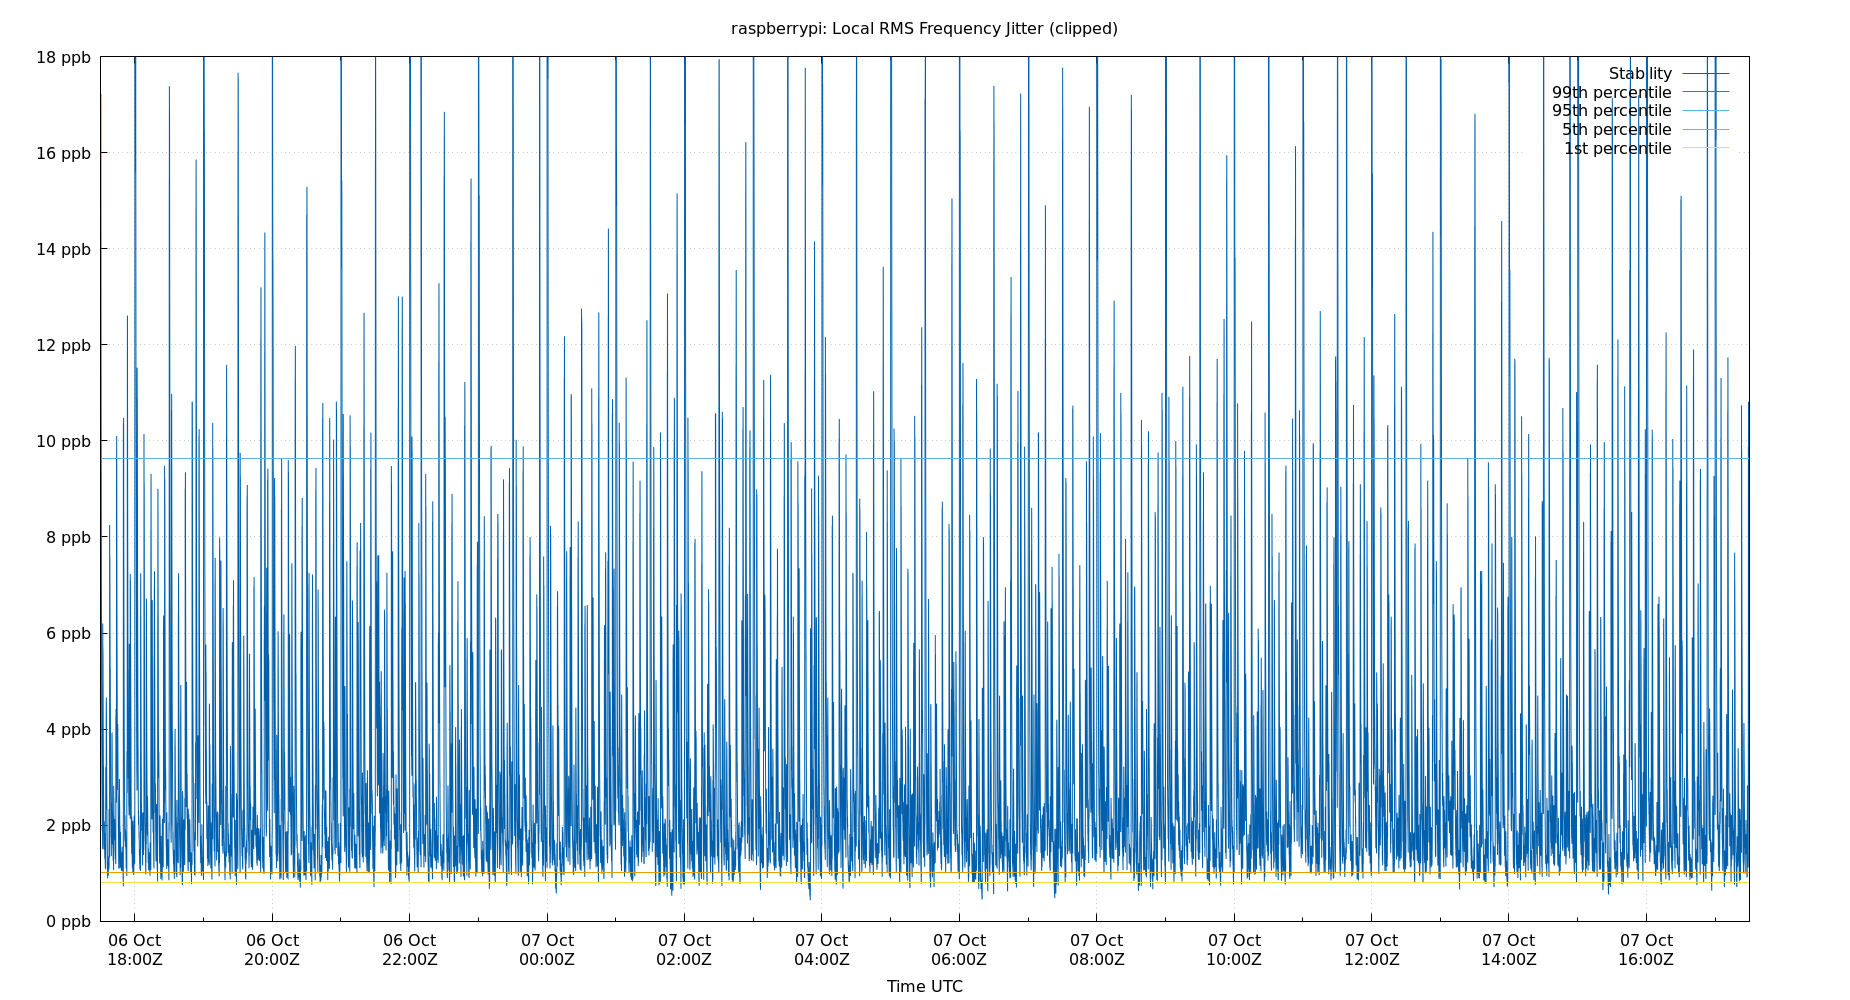 raspberrypi: Local RMS Frequency Jitter (clipped)
18 ppb
16 ppb
14 ppb
12 ppb
10 ppb
8 ppb
6 ppb
4 ppb
2 ppb
0 ppb
Stability
99th percentile
95th percentile
5th percentile
1st percentile
06 Oct 06 Oct 06 Oct 07 Oct 07 Oct 07 Oct 07 Oct 07 Oct 07 Oct 07 Oct 07 Oct 07 Oct
18:00Z 20:00Z 22:00Z 00:00Z 02:00Z 04:00Z 06:00Z 08:00Z 10:00Z 12:00Z 14:00Z 16:00Z
Time UTC